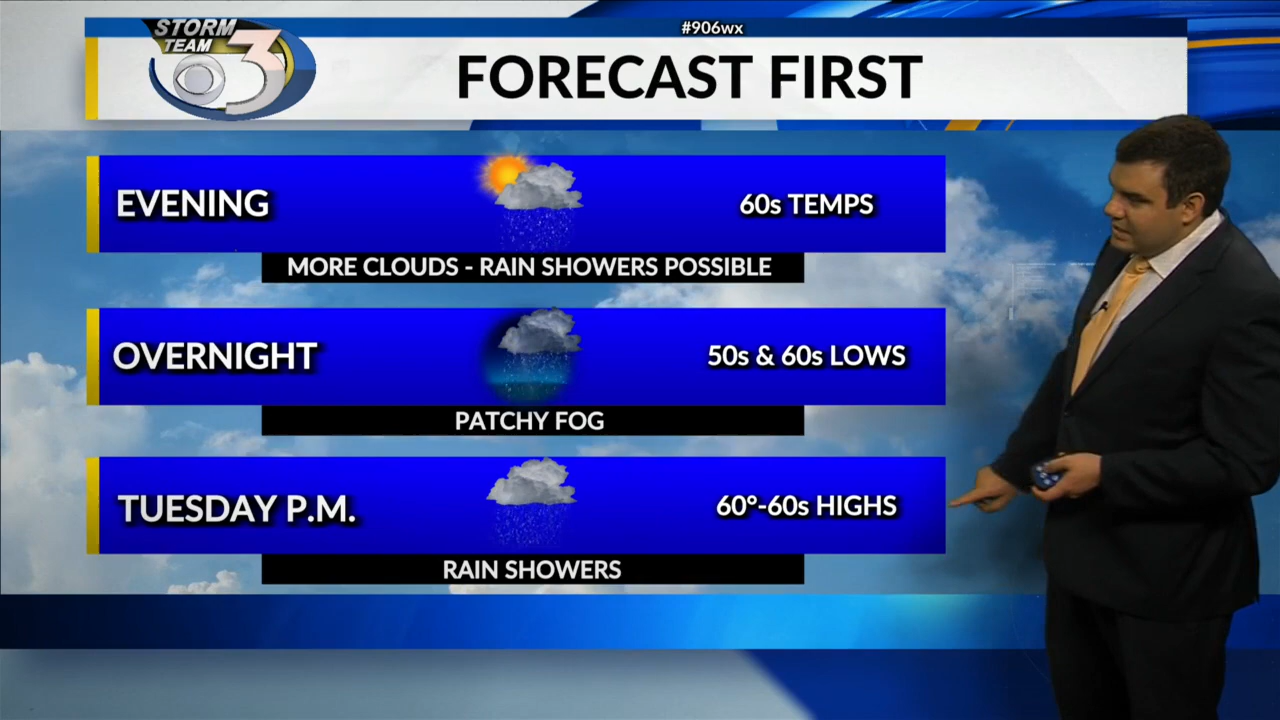 #906wx
STORM
TEAM
3
FORECAST FIRST
EVENING
60s TEMPS
MORE CLOUDS - RAIN SHOWERS POSSIBLE
OVERNIGHT
50s & 60s LOWS
PATCHY FOG
TUESDAY P.M.
60°-60s HIGHS
RAIN SHOWERS